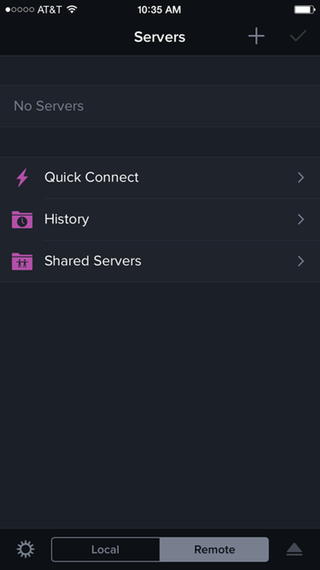 AT&T 10:35 AM
Servers
No Servers
Quick Connect
History
Shared Servers
Local Remote